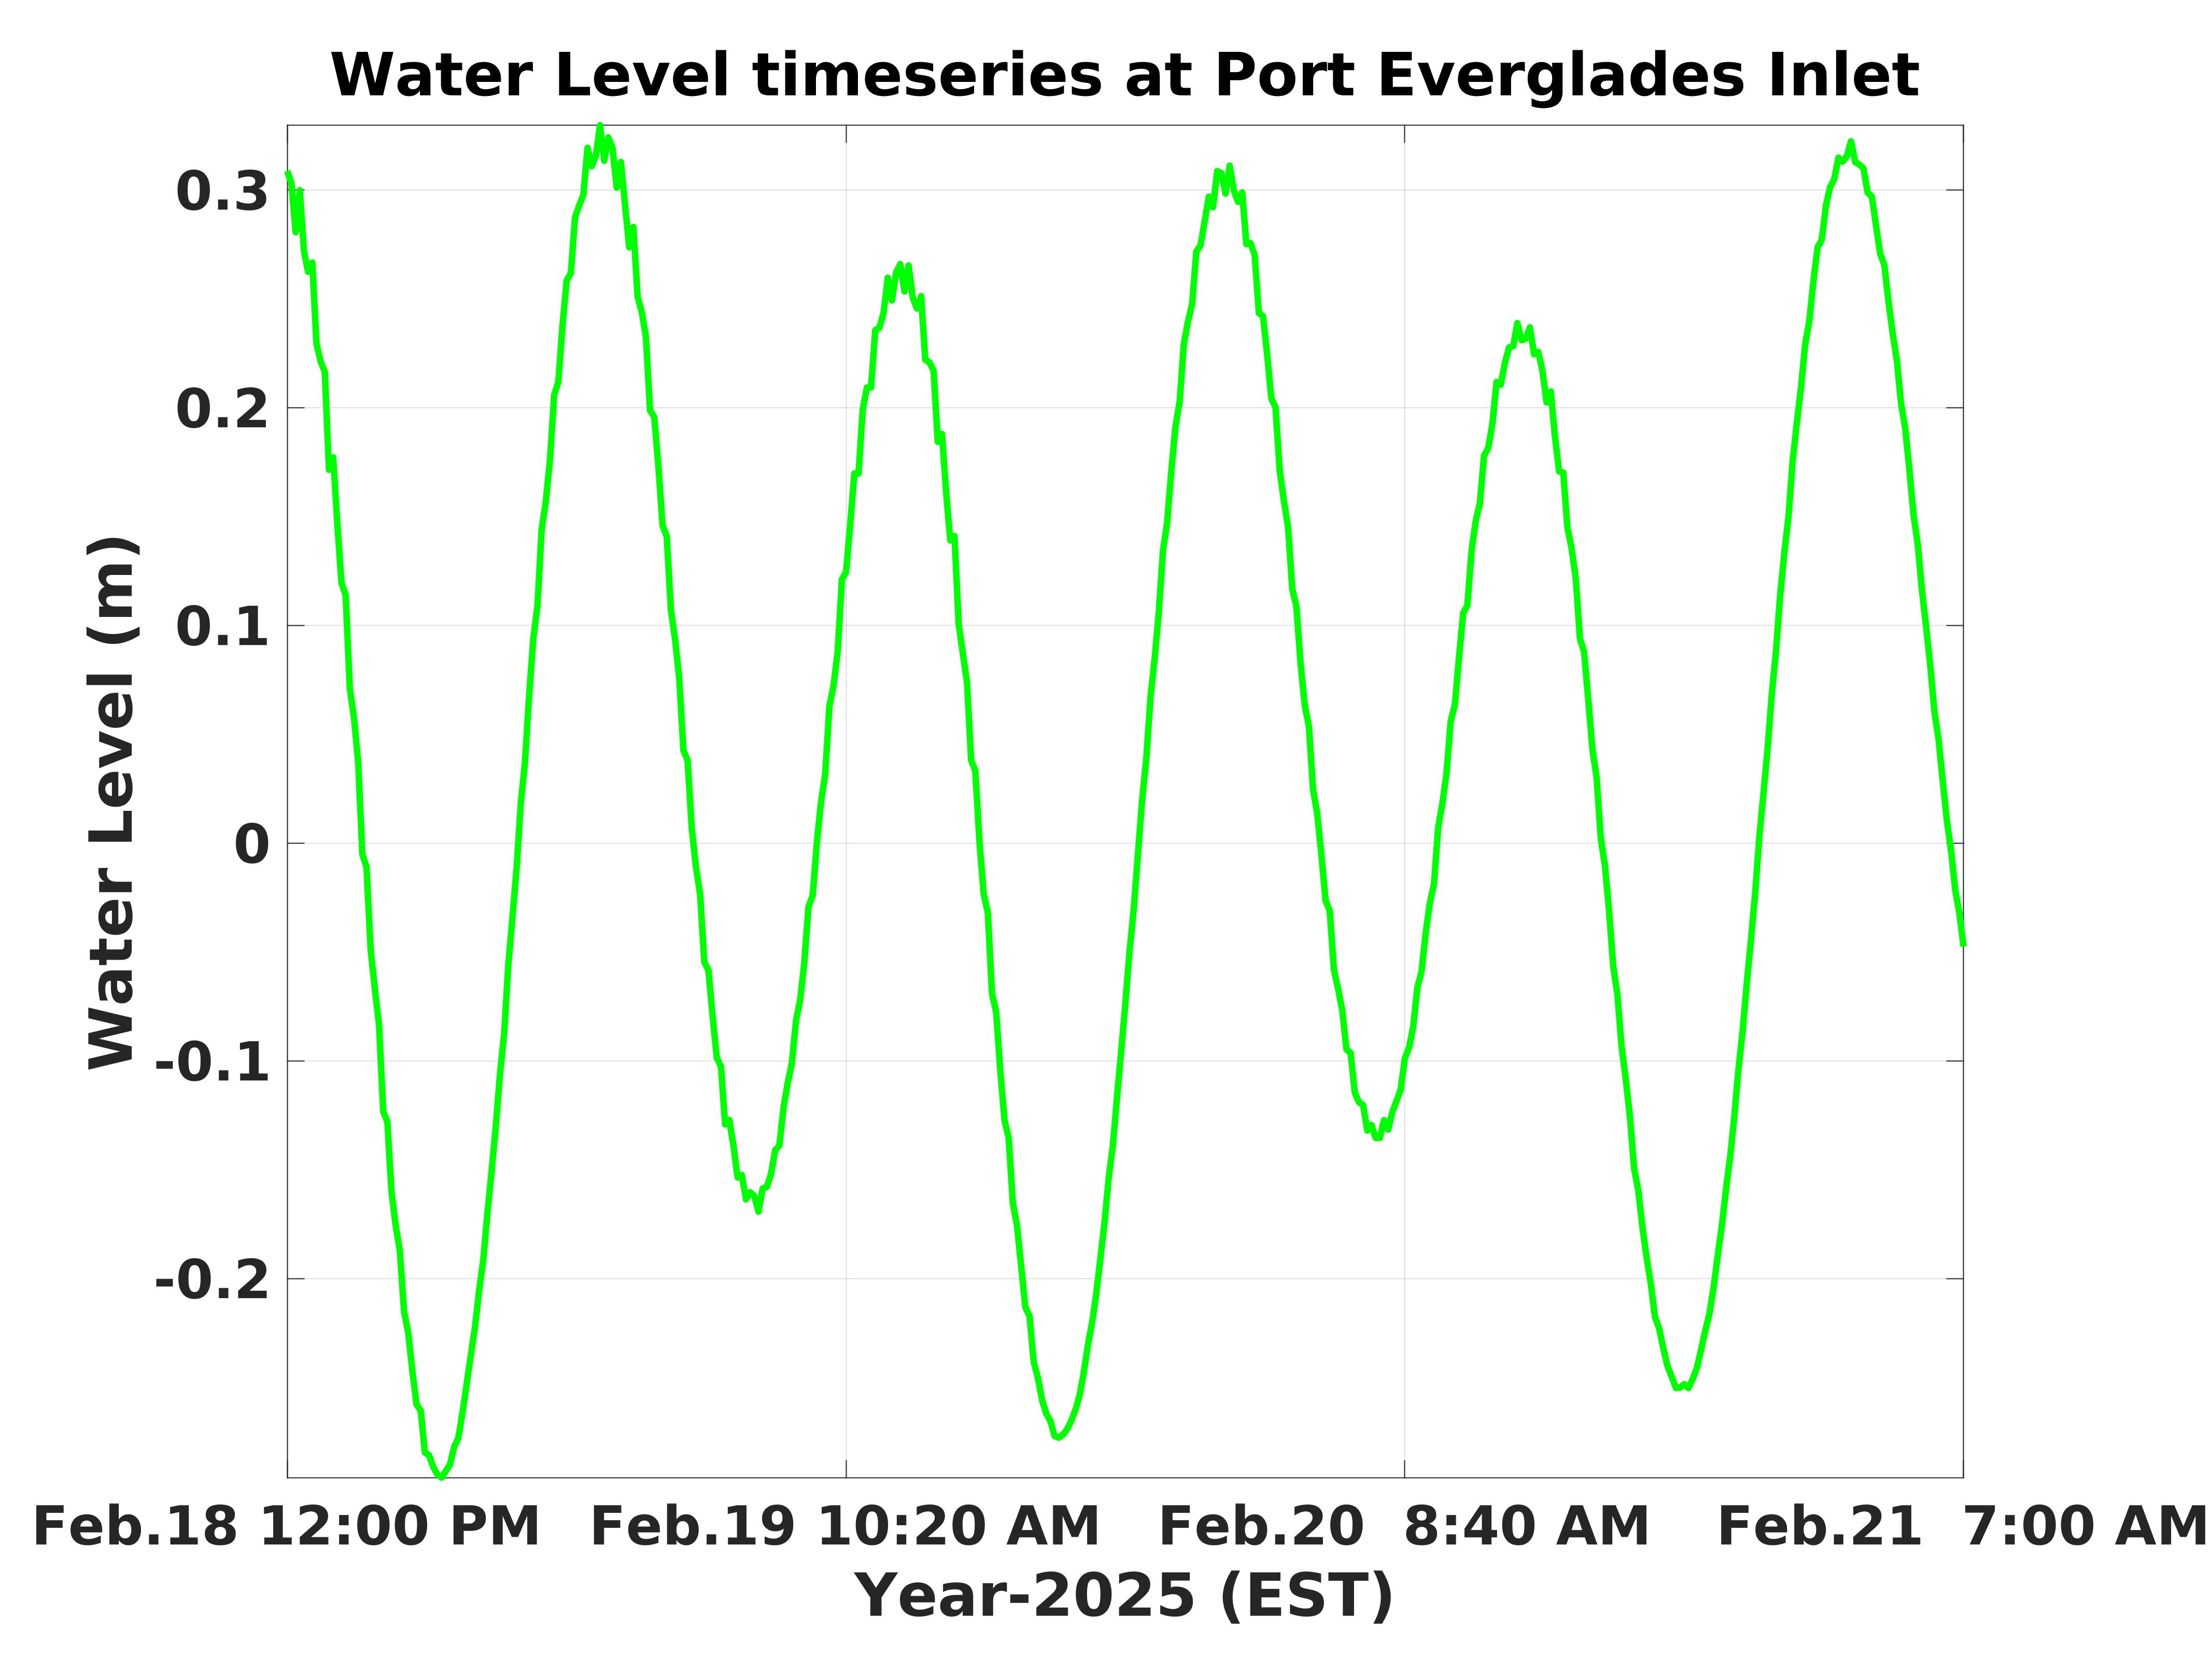 Water Level timeseries at Port Everglades Inlet
Water Level (m)
0.3
0.2
0.1
0
-0.1
-0.2
Feb.18 12:00 PM Feb.19 10:20 AM Feb.20 8:40 AM Feb.21 7:00 AM
Year-2025 (EST)